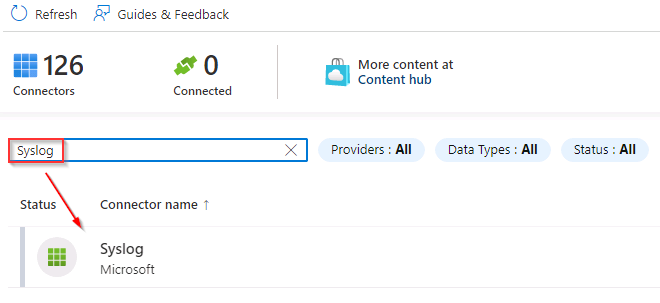 Refresh Guides & Feedback
126 Connectors
0 Connected
More content at
Content hub
Syslog
Providers : All
Data Types : All
Status : All
Status Connector name ↑
Syslog
Microsoft